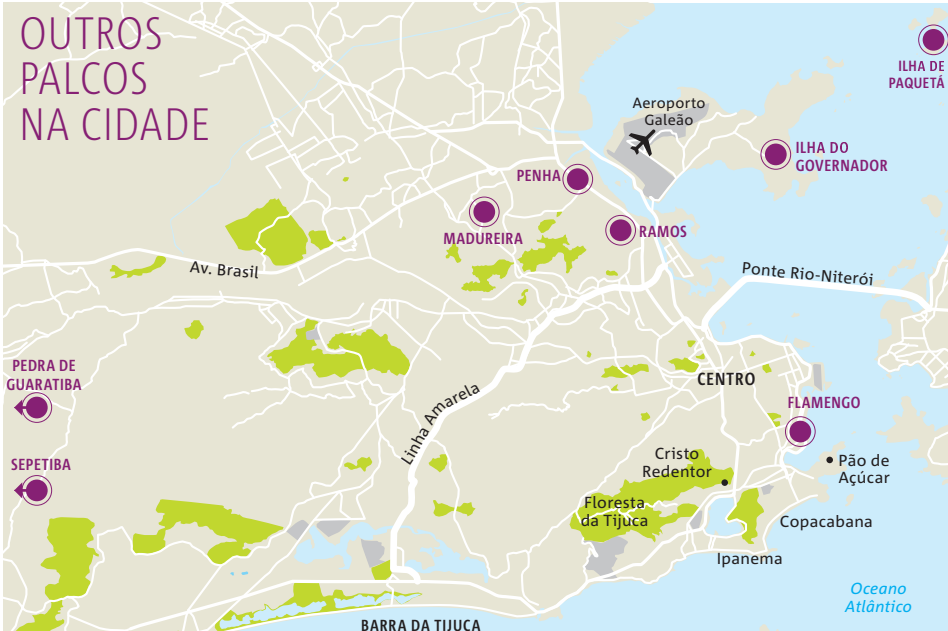 OUTROS
PALCOS
NA CIDADE
ILHA DE
PAQUETÁ
Aeroporto
Galeão
ILHA DO
GOVERNADOR
PENHA
MADUREIRA
RAMOS
Av. Brasil
Ponte Rio-Niterói
PEDRA DE
GUARATIBA
CENTRO
Linha Amarela
FLAMENGO
SEPETIBA
Cristo
Redentor
Pão de
Açúcar
Floresta
da Tijuca
Copacabana
Ipanema
Oceano
Atlântico
BARRA DA TIJUCA